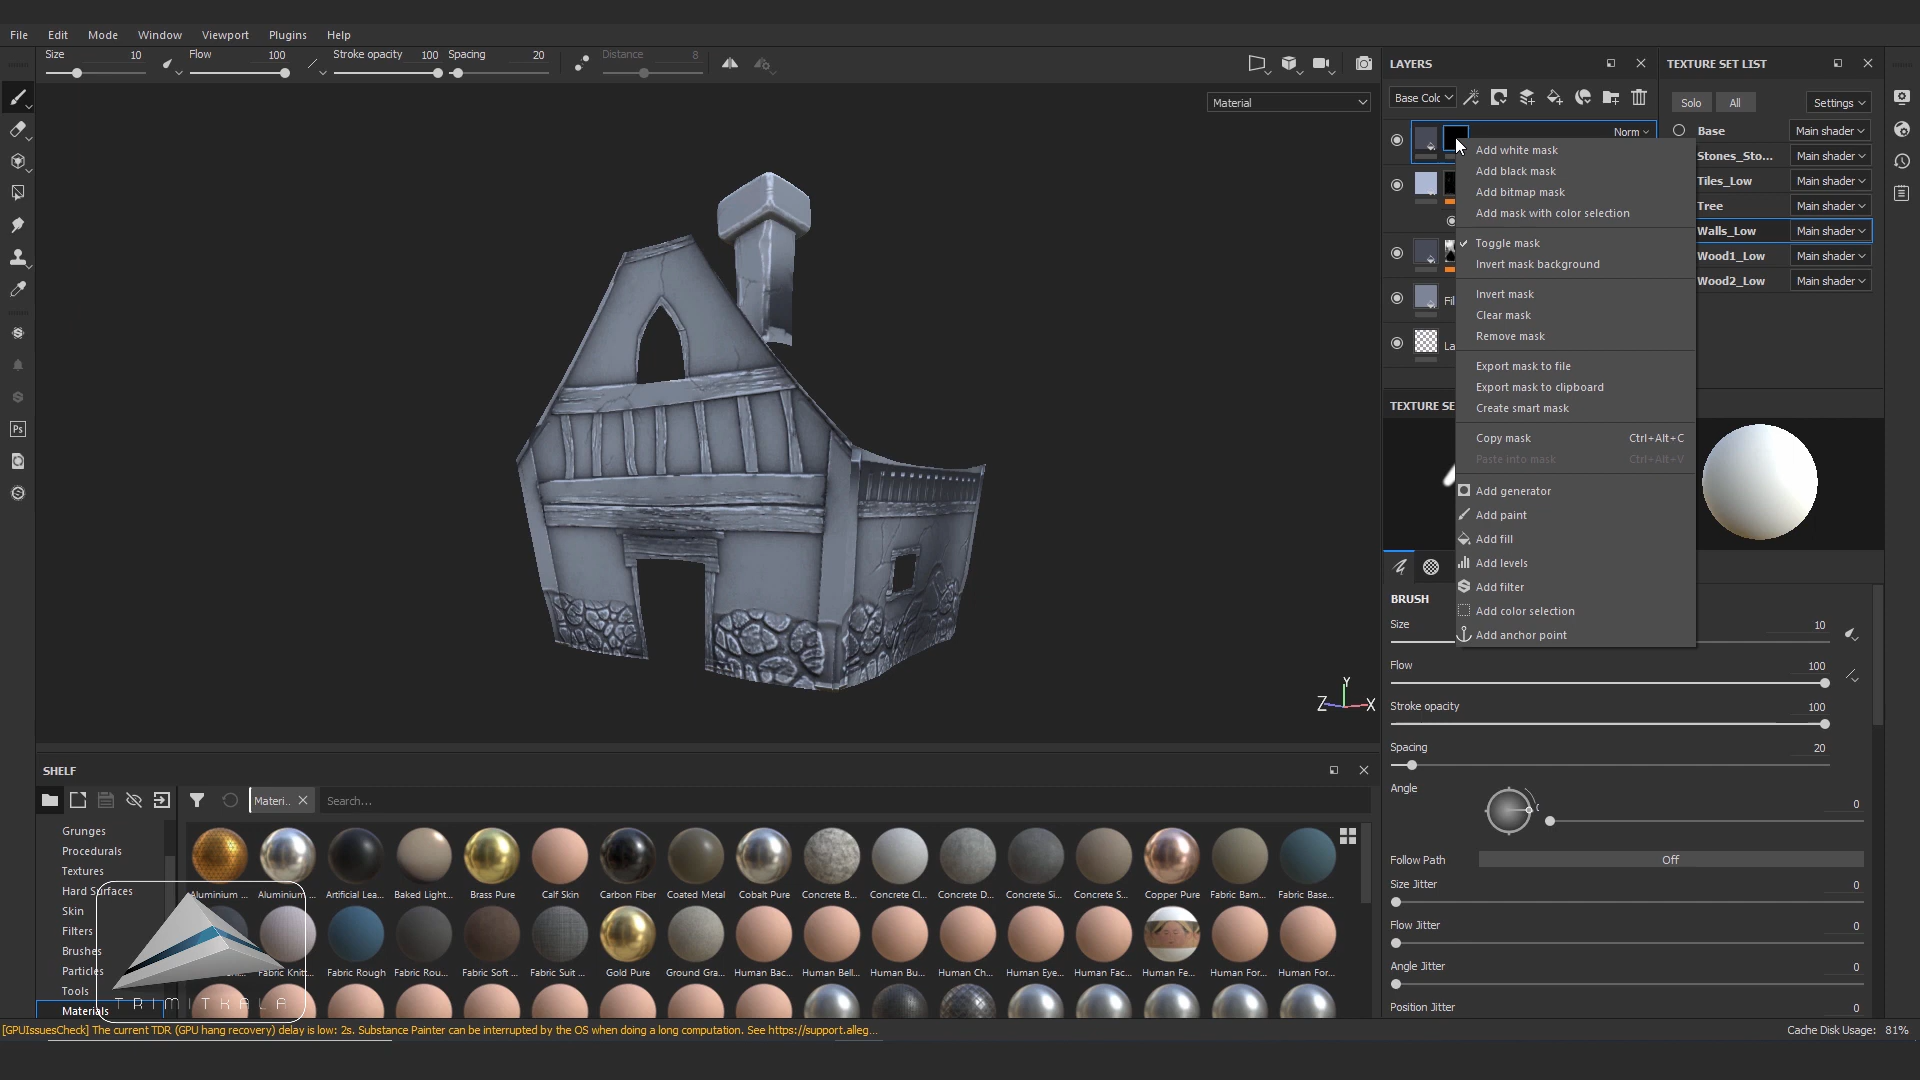 File Edit Mode Window Viewport Plugins Help
Size 10 Flow 100 Stroke opacity 100 Spacing 20 Distance 8
Material
LAYERS
Base Colc
Norm
Fil
La
TEXTURE SET LIST
Solo All Settings
Base Main shader
Stones_Sto... Main shader
Tiles_Low Main shader
Tree Main shader
Walls_Low Main shader
Wood1_Low Main shader
Wood2_Low Main shader
Add white mask
Add black mask
Add bitmap mask
Add mask with color selection
Toggle mask
Invert mask background
Invert mask
Clear mask
Remove mask
Export mask to file
Export mask to clipboard
Create smart mask
Copy mask Ctrl+Alt+C
Paste into mask Ctrl+Alt+V
Add generator
Add paint
Add fill
Add levels
Add filter
Add color selection
Add anchor point
TEXTURE SE
BRUSH
Size 10
Flow 100
Stroke opacity 100
Spacing 20
Angle 0
Follow Path Off
Size Jitter 0
Flow Jitter 0
Angle Jitter 0
Position Jitter 0
Y
Z X
Ps
SHELF
Materi... Search...
Grunges
Procedurals
Textures
Hard Surfaces
Skin
Filters
Brushes
Particles
Tools
Materials
Aluminium ... Aluminium ... Artificial Lea... Baked Light... Brass Pure Calf Skin Carbon Fiber Coated Metal Cobalt Pure Concrete B... Concrete Cl... Concrete D... Concrete Si... Concrete S... Copper Pure Fabric Bam... Fabric Base...
Fabric Knitt... Fabric Rough Fabric Rou... Fabric Soft ... Fabric Suit ... Gold Pure Ground Gra... Human Bac... Human Bell... Human Bu... Human Ch... Human Eye... Human Fac... Human Fe... Human For... Human For...
TRIMITKALA
[GPUIssuesCheck] The current TDR (GPU hang recovery) delay is low: 2s. Substance Painter can be interrupted by the OS when doing a long computation. See https://support.alleg...
Cache Disk Usage: 81%